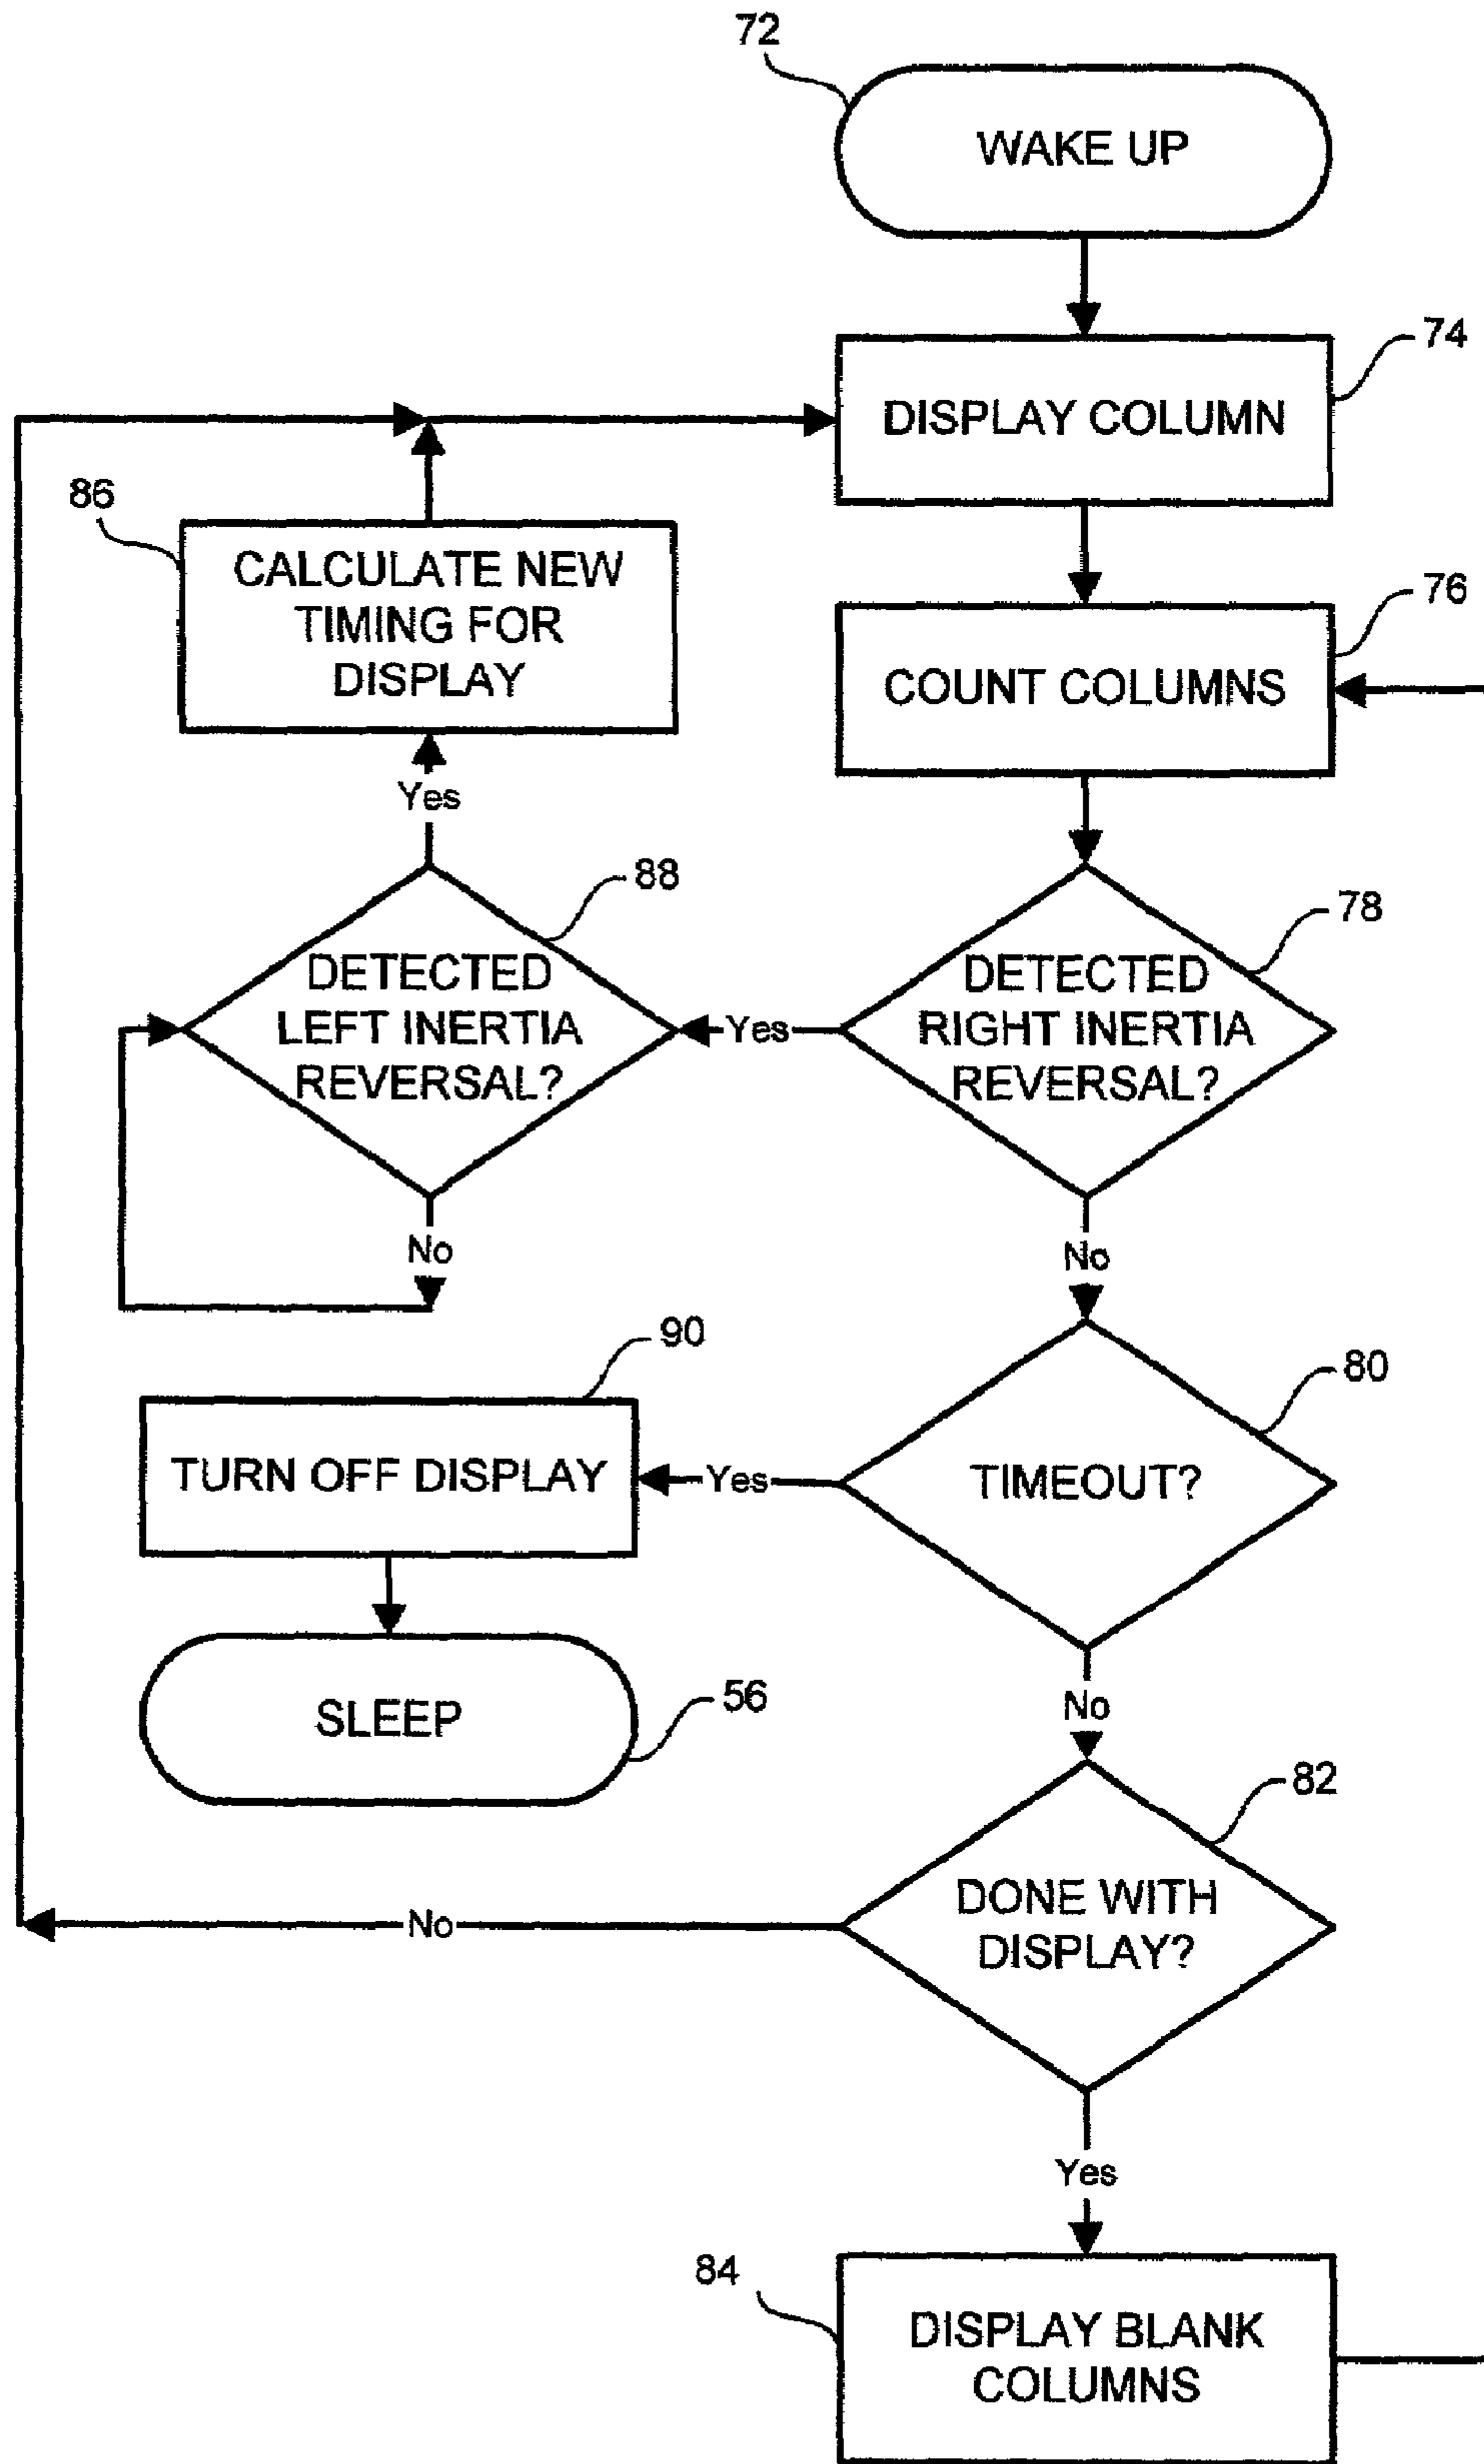 72
WAKE UP
74
DISPLAY COLUMN
86
CALCULATE NEW
TIMING FOR
DISPLAY
76
COUNT COLUMNS
Yes
88
DETECTED
LEFT INERTIA
REVERSAL?
Yes
78
DETECTED
RIGHT INERTIA
REVERSAL?
No
No
90
TURN OFF DISPLAY
Yes
80
TIMEOUT?
SLEEP
56
No
82
DONE WITH
DISPLAY?
No
Yes
84
DISPLAY BLANK
COLUMNS